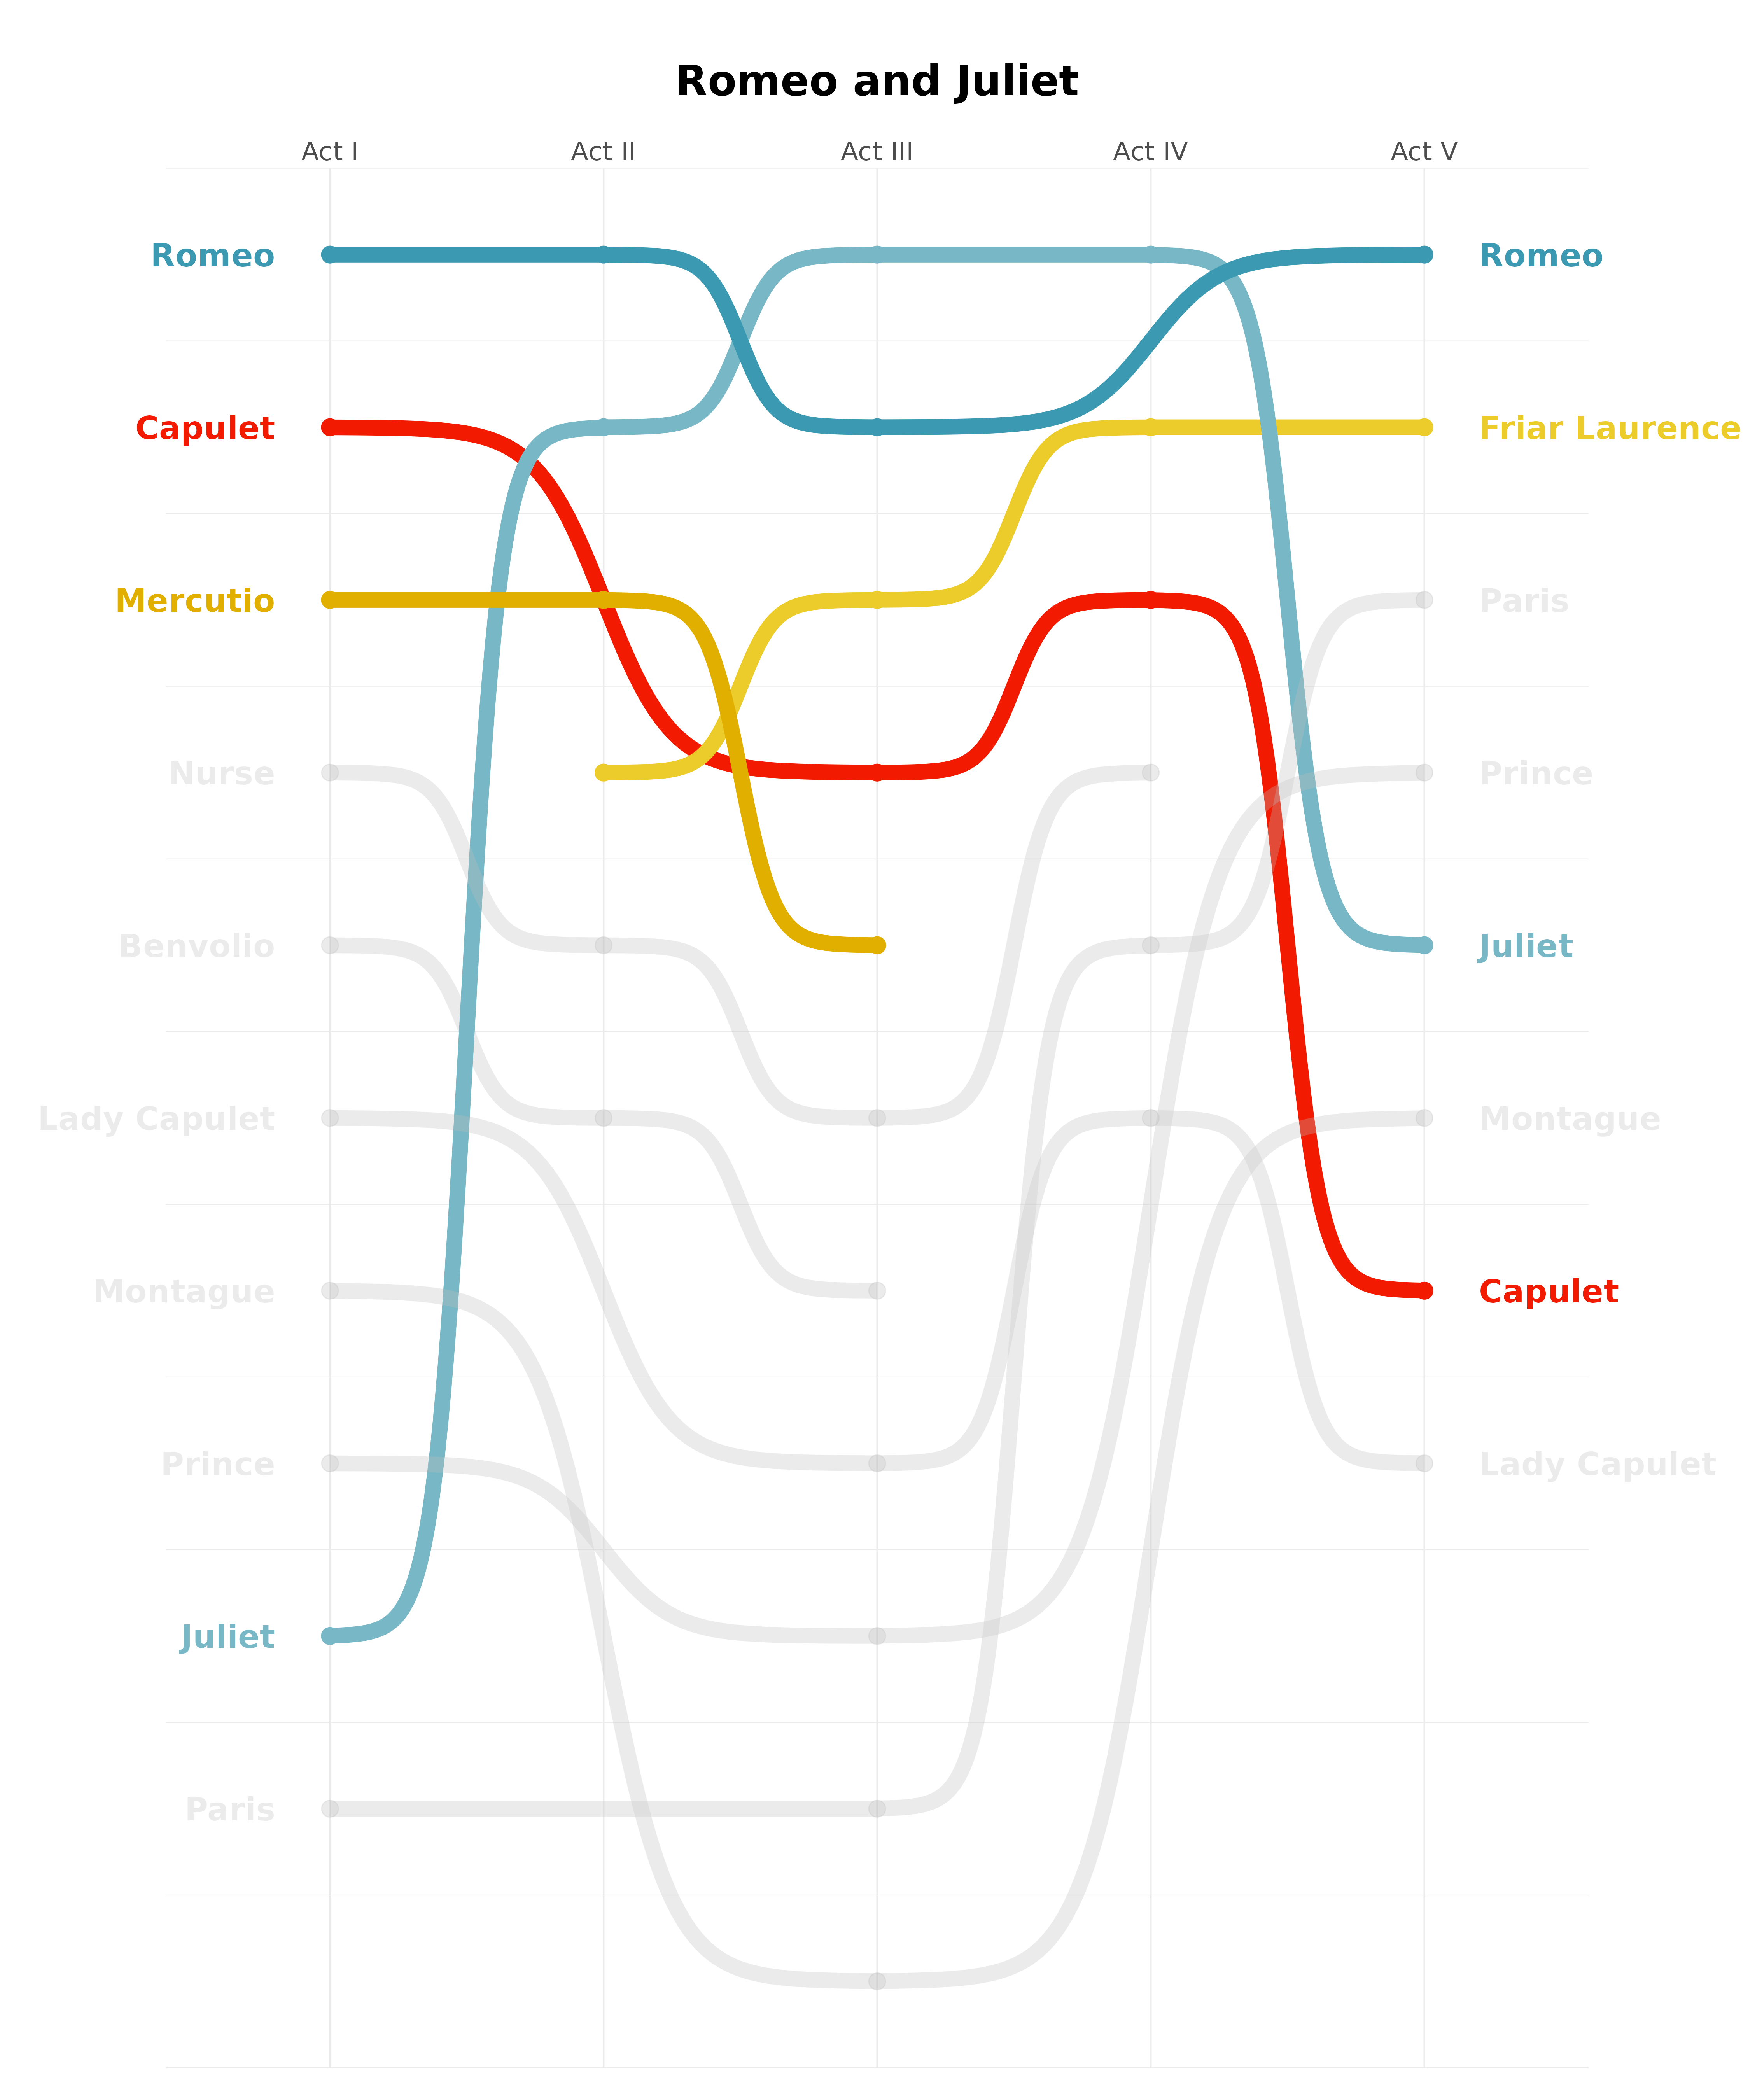 Romeo and Juliet
Act I Act II Act III Act IV Act V
Romeo Romeo
Capulet Friar Laurence
Mercutio Paris
Nurse Prince
Benvolio Juliet
Lady Capulet Montague
Montague Capulet
Prince Lady Capulet
Juliet
Paris